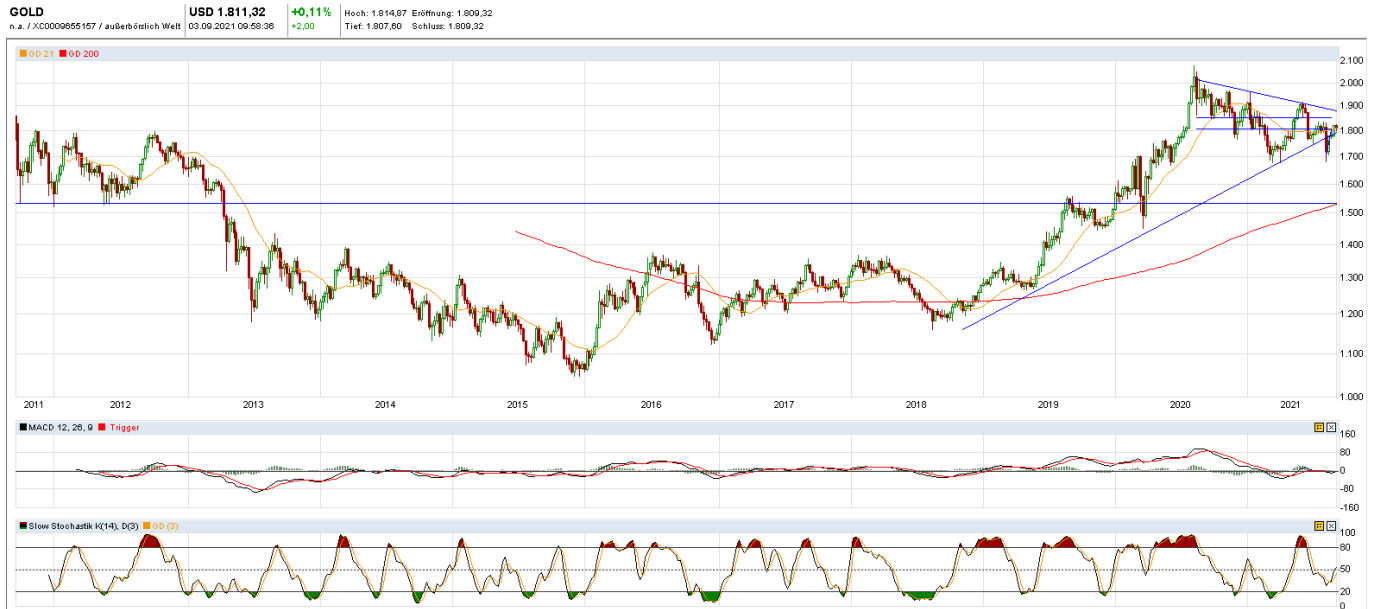 GOLD
n.a. / XC0009655157 / außerbörslich Welt
USD 1.811,32
03.09.2021 09:58:36
+0,11%
+2,00
Hoch: 1.814,87 Eröffnung: 1.809,32
Tief: 1.807,60 Schluss: 1.809,32
GD 21 GD 200
2.100
2.000
1.900
1.800
1.700
1.600
1.500
1.400
1.300
1.200
1.100
1.000
2011 2012 2013 2014 2015 2016 2017 2018 2019 2020 2021
MACD 12, 26, 9 Trigger
160
80
0
-80
-160
Slow Stochastik K(14), D(3) GD (3)
100
80
50
20
0